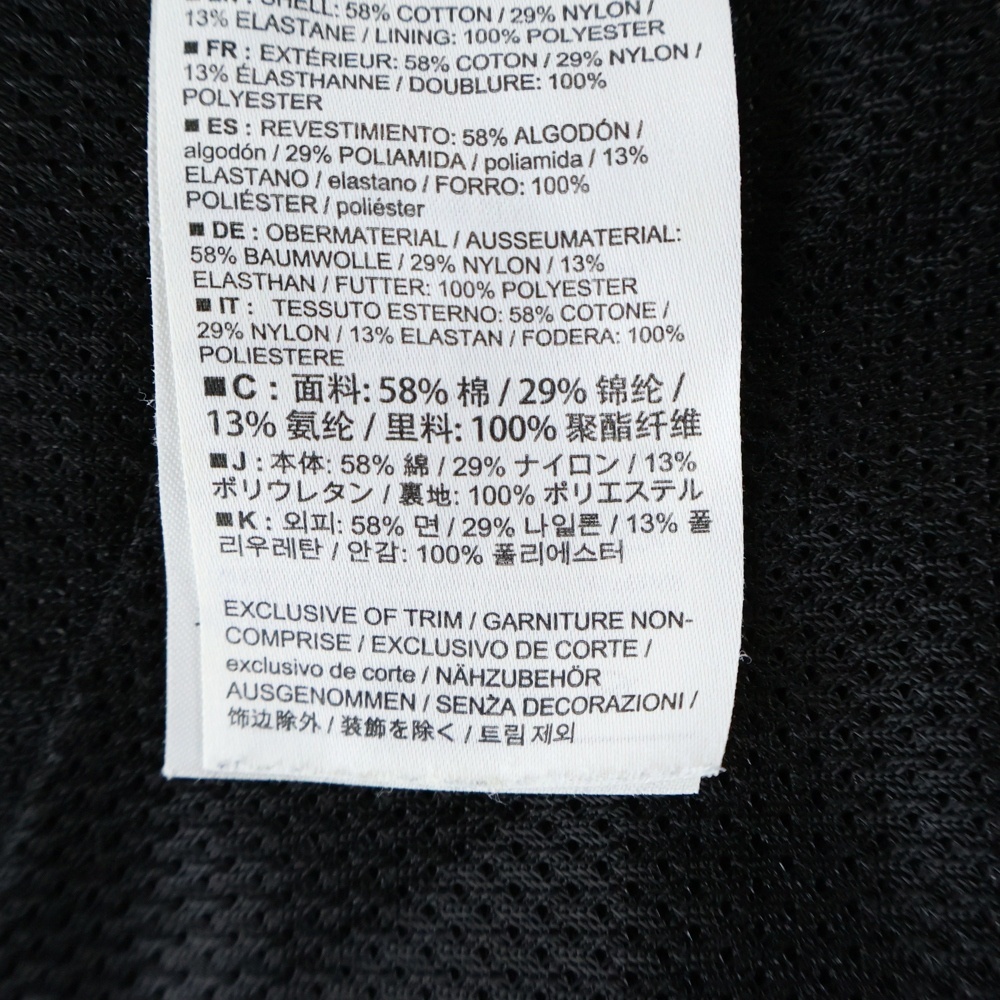 ■ EN : SHELL: 58% COTTON / 29% NYLON /
13% ELASTANE / LINING: 100% POLYESTER
■ FR : EXTÉRIEUR: 58% COTON / 29% NYLON /
13% ÉLASTHANNE / DOUBLURE: 100%
POLYESTER
■ ES : REVESTIMIENTO: 58% ALGODÓN /
algodón / 29% POLIAMIDA / poliamida / 13%
ELASTANO / elastano / FORRO: 100%
POLIÉSTER / poliéster
■ DE : OBERMATERIAL / AUSSEUMATERIAL:
58% BAUMWOLLE / 29% NYLON / 13%
ELASTHAN / FUTTER: 100% POLYESTER
■ IT : TESSUTO ESTERNO: 58% COTONE /
29% NYLON / 13% ELASTAN / FODERA: 100%
POLIESTERE
■C : 面料: 58% 棉 / 29% 锦纶 /
13% 氨纶 / 里料: 100% 聚酯纤维
■J : 本体: 58% 綿 / 29% ナイロン / 13%
ポリウレタン / 裏地: 100% ポリエステル
■K : 외피: 58% 면 / 29% 나일론 / 13% 폴
리우레탄 / 안감: 100% 폴리에스터
EXCLUSIVE OF TRIM / GARNITURE NON-
COMPRISE / EXCLUSIVO DE CORTE /
exclusivo de corte / NÄHZUBEHÖR
AUSGENOMMEN / SENZA DECORAZIONI /
饰边除外 / 装飾を除く / 트림 제외